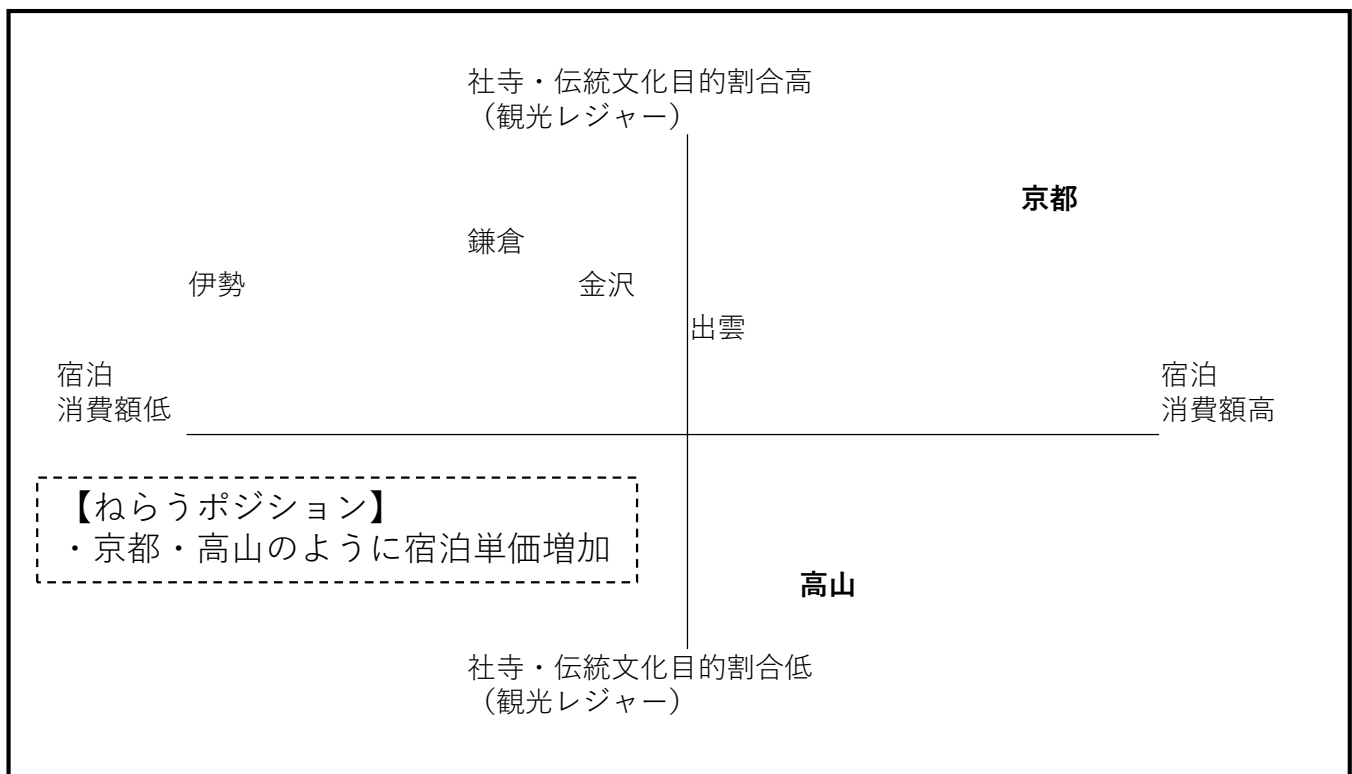 社寺・伝統文化目的割合高
（観光レジャー）
京都
鎌倉
伊勢
金沢
出雲
宿泊
消費額低
宿泊
消費額高
【ねらうポジション】
・京都・高山のように宿泊単価増加
高山
社寺・伝統文化目的割合低
（観光レジャー）